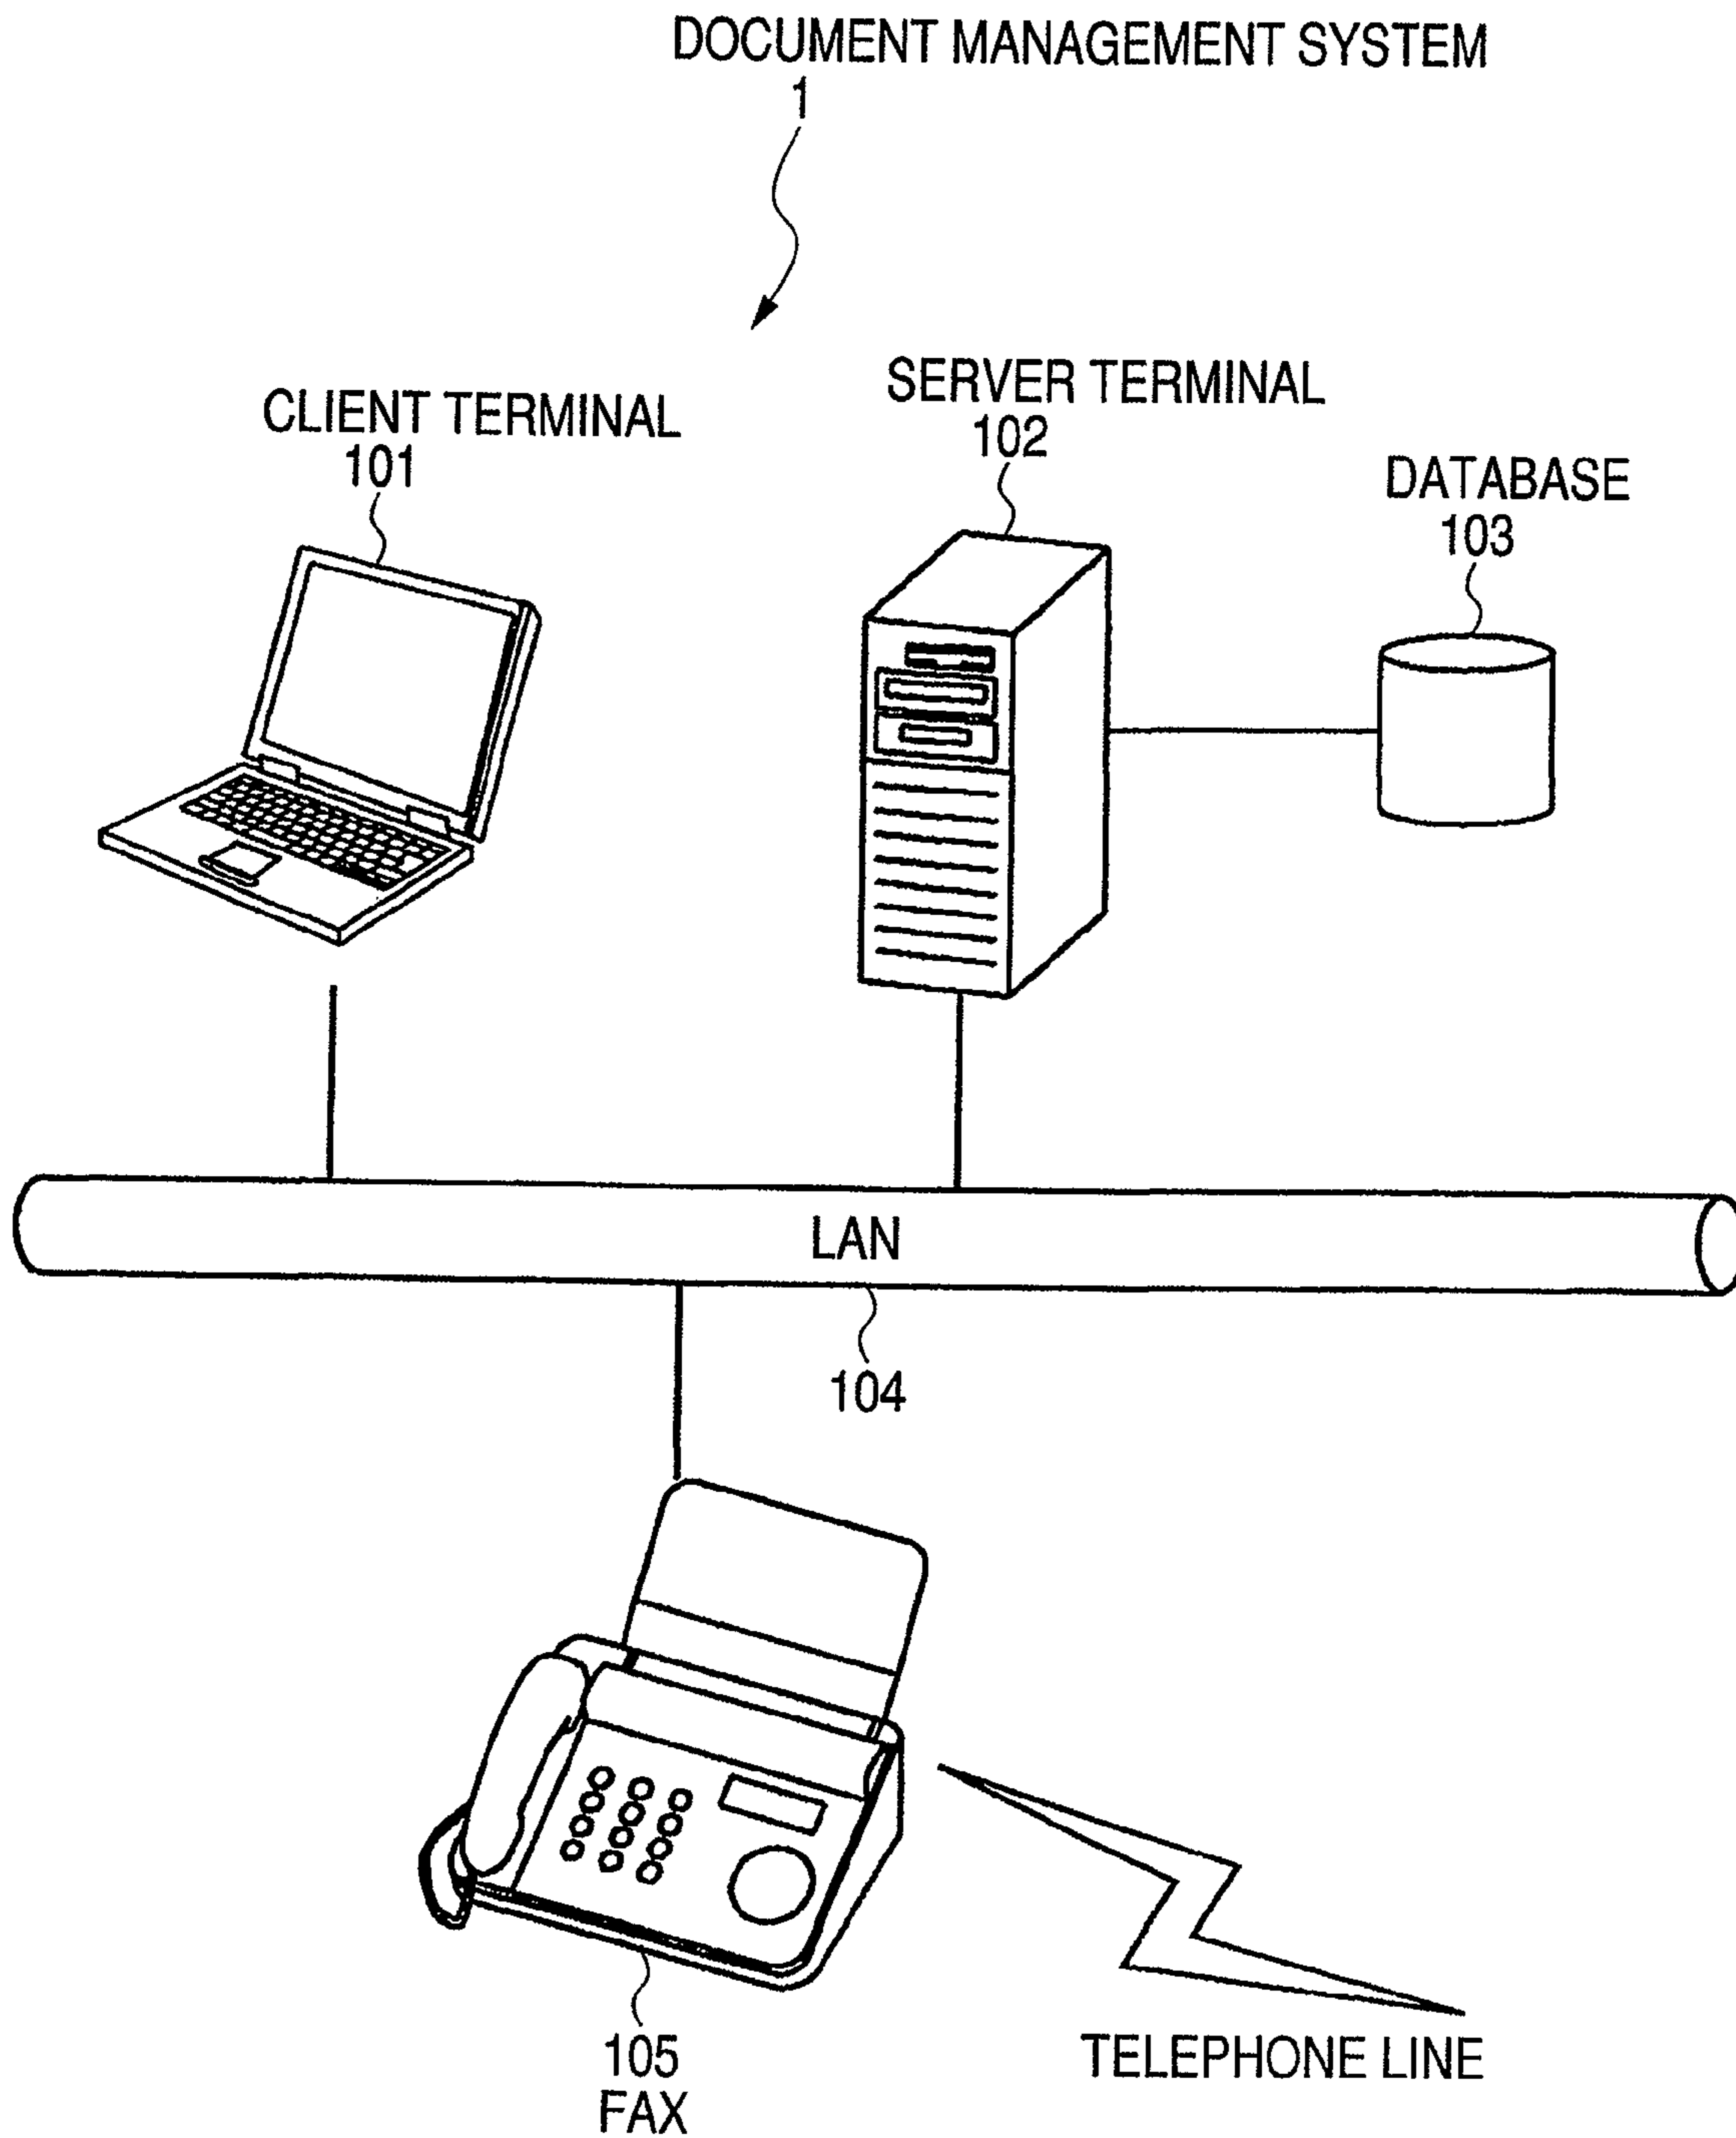 DOCUMENT MANAGEMENT SYSTEM
1
SERVER TERMINAL
102
CLIENT TERMINAL
101
DATABASE
103
LAN
104
105
FAX
TELEPHONE LINE